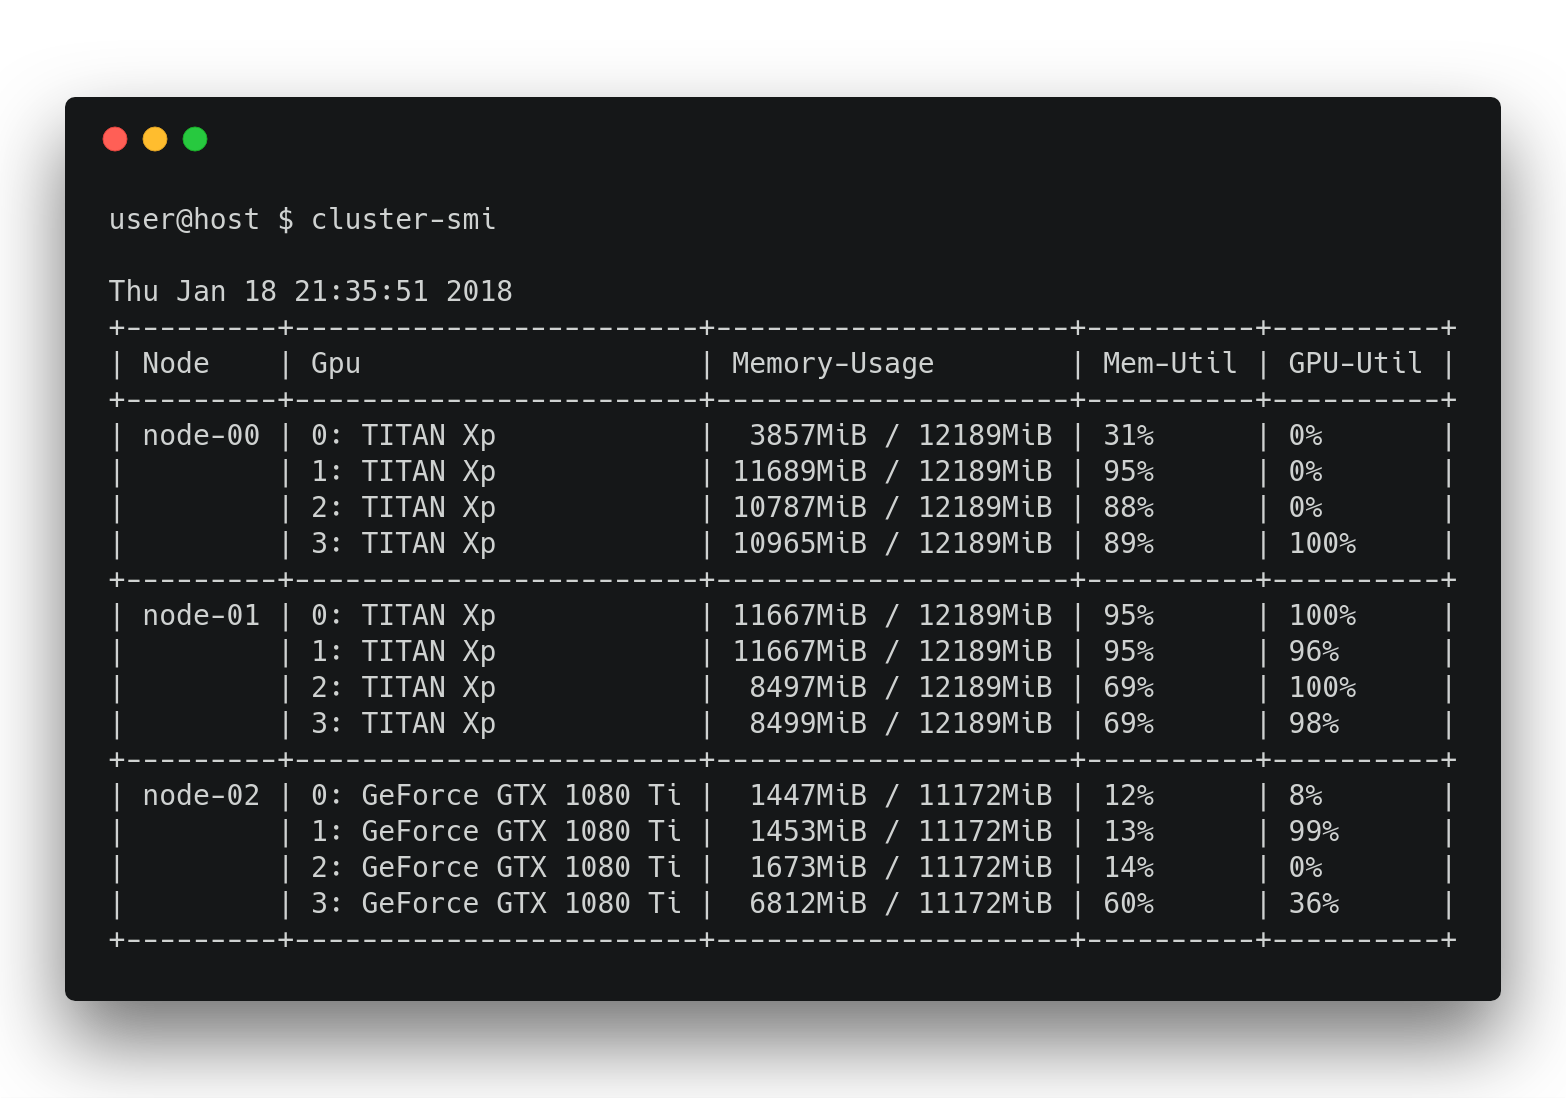 user@host $ cluster-smi
Thu Jan 18 21:35:51 2018
+---------+------------------------+---------------------+----------+----------+
| Node    | Gpu                    | Memory-Usage        | Mem-Util | GPU-Util |
+---------+------------------------+---------------------+----------+----------+
| node-00 | 0: TITAN Xp            |  3857MiB / 12189MiB | 31%      | 0%       |
|         | 1: TITAN Xp            | 11689MiB / 12189MiB | 95%      | 0%       |
|         | 2: TITAN Xp            | 10787MiB / 12189MiB | 88%      | 0%       |
|         | 3: TITAN Xp            | 10965MiB / 12189MiB | 89%      | 100%     |
+---------+------------------------+---------------------+----------+----------+
| node-01 | 0: TITAN Xp            | 11667MiB / 12189MiB | 95%      | 100%     |
|         | 1: TITAN Xp            | 11667MiB / 12189MiB | 95%      | 96%      |
|         | 2: TITAN Xp            |  8497MiB / 12189MiB | 69%      | 100%     |
|         | 3: TITAN Xp            |  8499MiB / 12189MiB | 69%      | 98%      |
+---------+------------------------+---------------------+----------+----------+
| node-02 | 0: GeForce GTX 1080 Ti |  1447MiB / 11172MiB | 12%      | 8%       |
|         | 1: GeForce GTX 1080 Ti |  1453MiB / 11172MiB | 13%      | 99%      |
|         | 2: GeForce GTX 1080 Ti |  1673MiB / 11172MiB | 14%      | 0%       |
|         | 3: GeForce GTX 1080 Ti |  6812MiB / 11172MiB | 60%      | 36%      |
+---------+------------------------+---------------------+----------+----------+